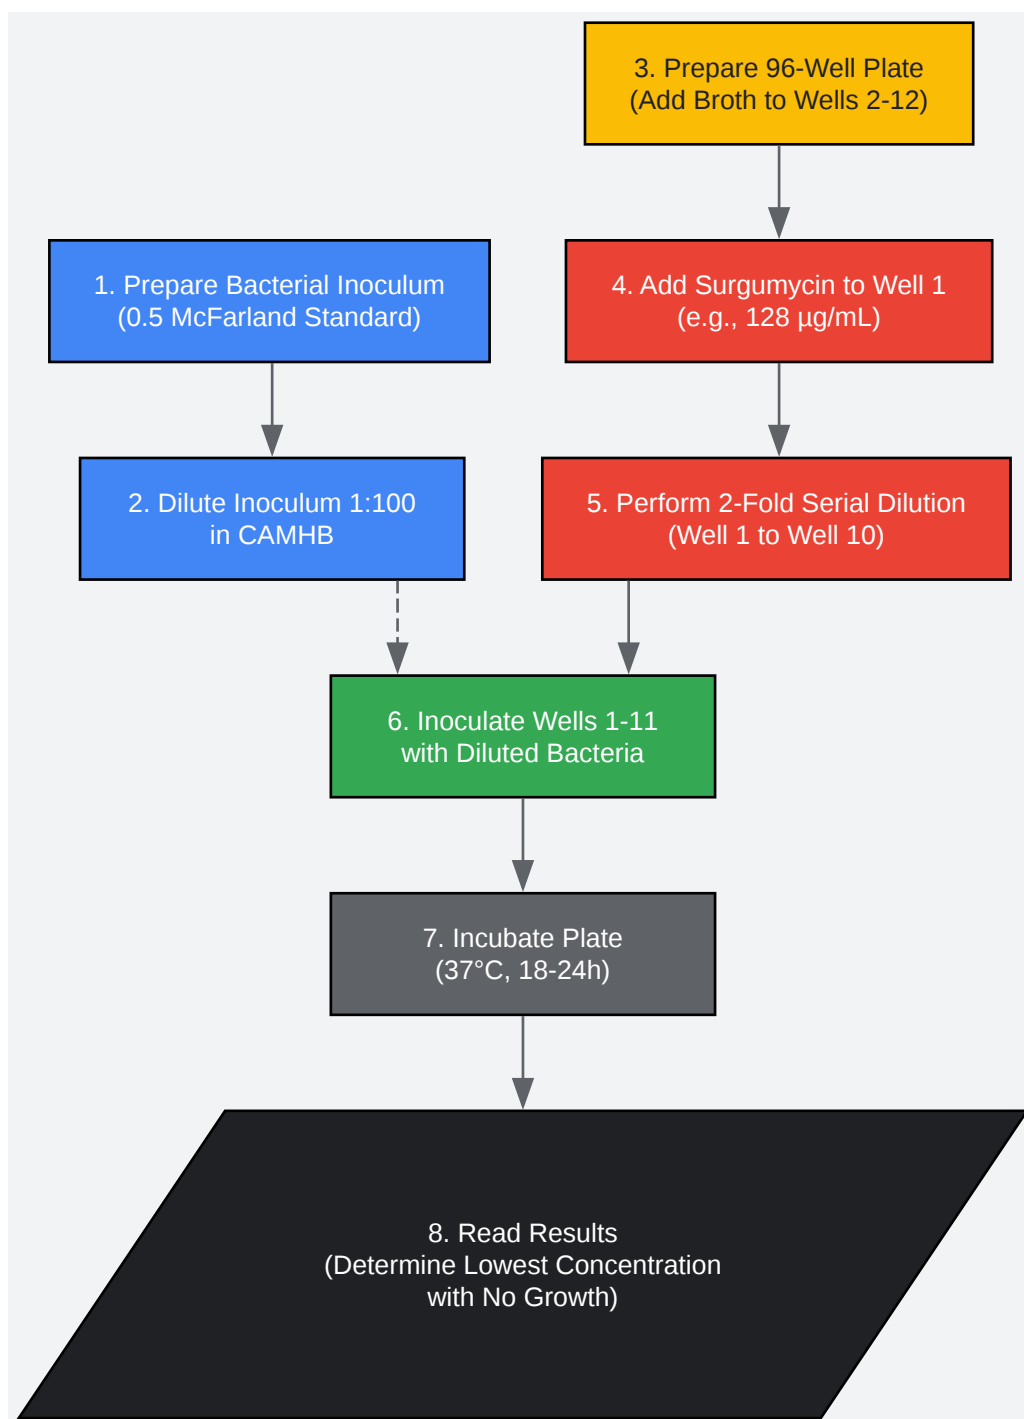 3. Prepare 96-Well Plate
(Add Broth to Wells 2-12)
1. Prepare Bacterial Inoculum
(0.5 McFarland Standard)
4. Add Surgumycin to Well 1
(e.g., 128 µg/mL)
2. Dilute Inoculum 1:100
in CAMHB
5. Perform 2-Fold Serial Dilution
(Well 1 to Well 10)
6. Inoculate Wells 1-11
with Diluted Bacteria
7. Incubate Plate
(37°C, 18-24h)
8. Read Results
(Determine Lowest Concentration
with No Growth)